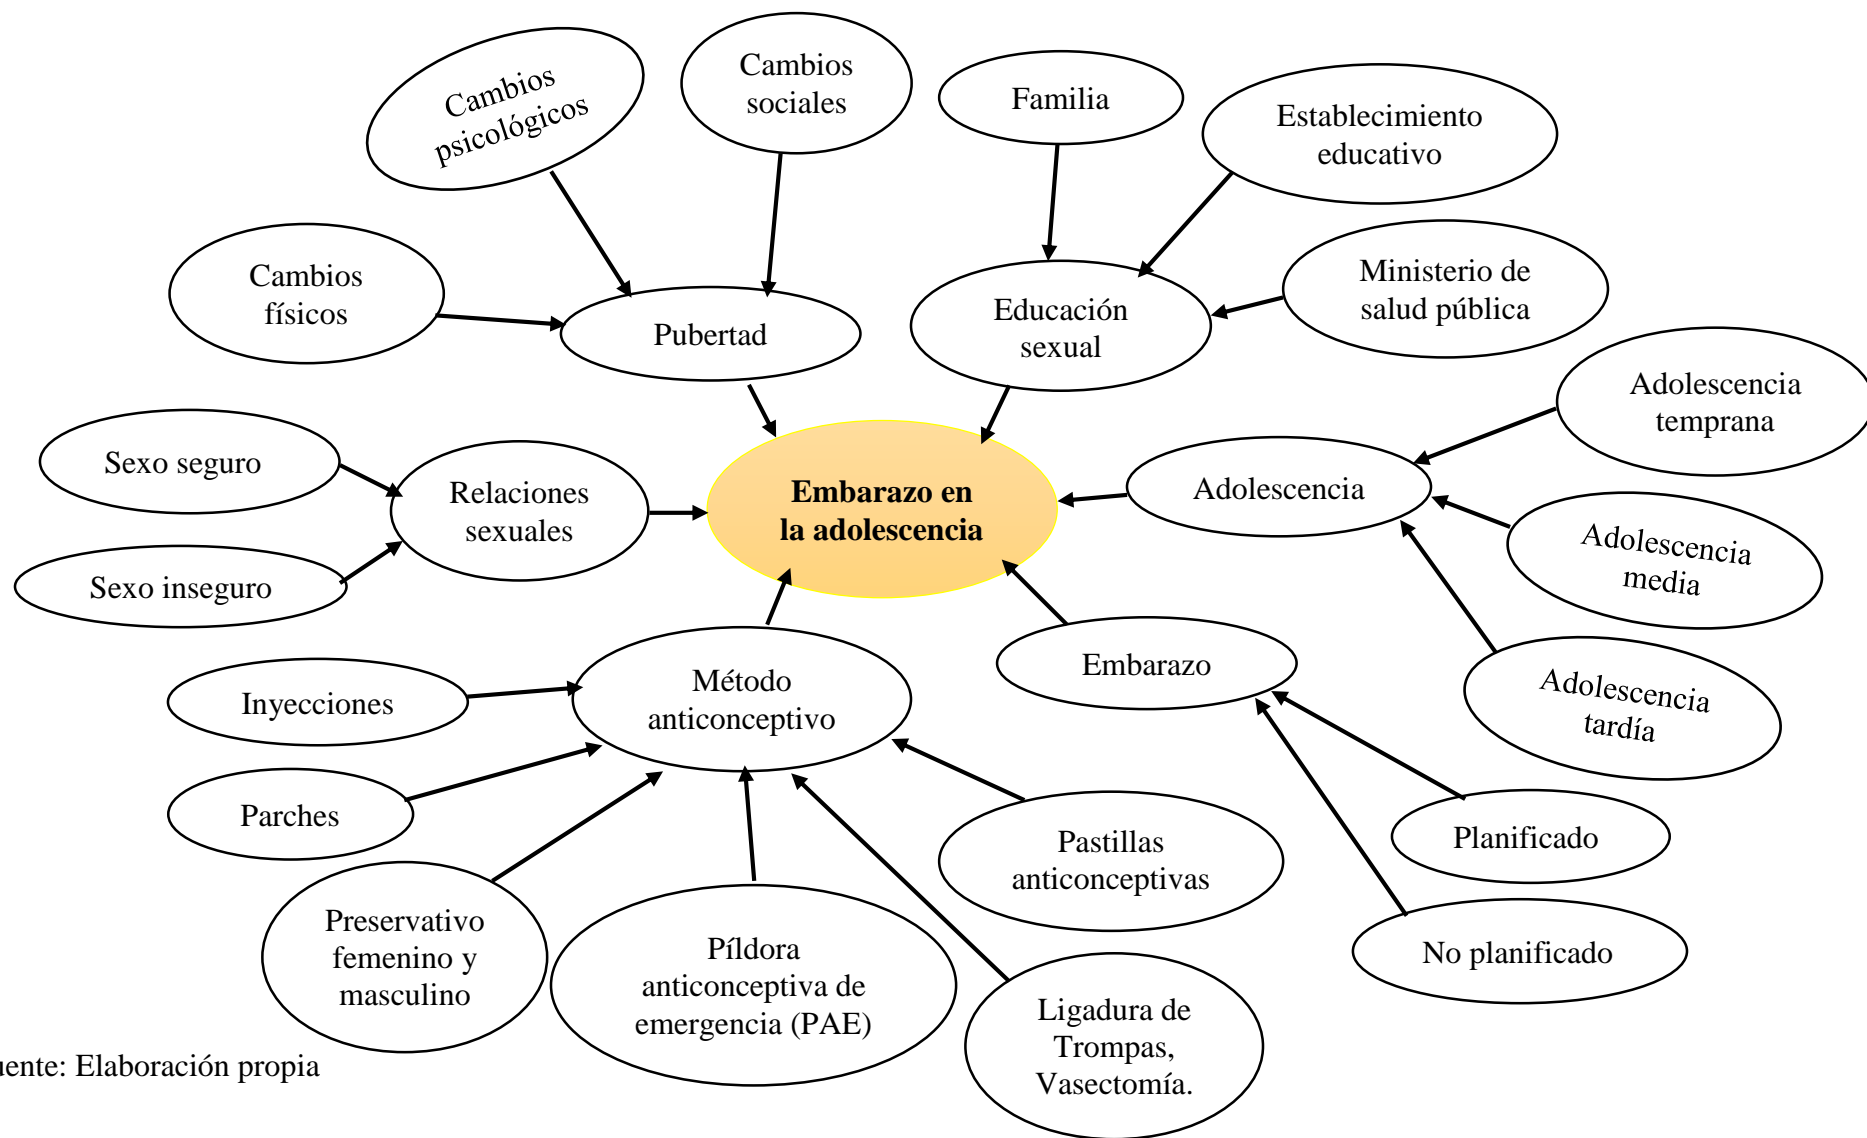 Cambios
psicológicos
Cambios
sociales
Familia
Establecimiento
educativo
Cambios
físicos
Pubertad
Educación
sexual
Ministerio de
salud pública
Adolescencia
temprana
Sexo seguro
Relaciones
sexuales
Embarazo en
la adolescencia
Adolescencia
Adolescencia
media
Sexo inseguro
Inyecciones
Método
anticonceptivo
Embarazo
Adolescencia
tardía
Parches
Pastillas
anticonceptivas
Planificado
Preservativo
femenino y
masculino
Píldora
anticonceptiva de
emergencia (PAE)
Ligadura de
Trompas,
Vasectomía.
No planificado
uente: Elaboración propia